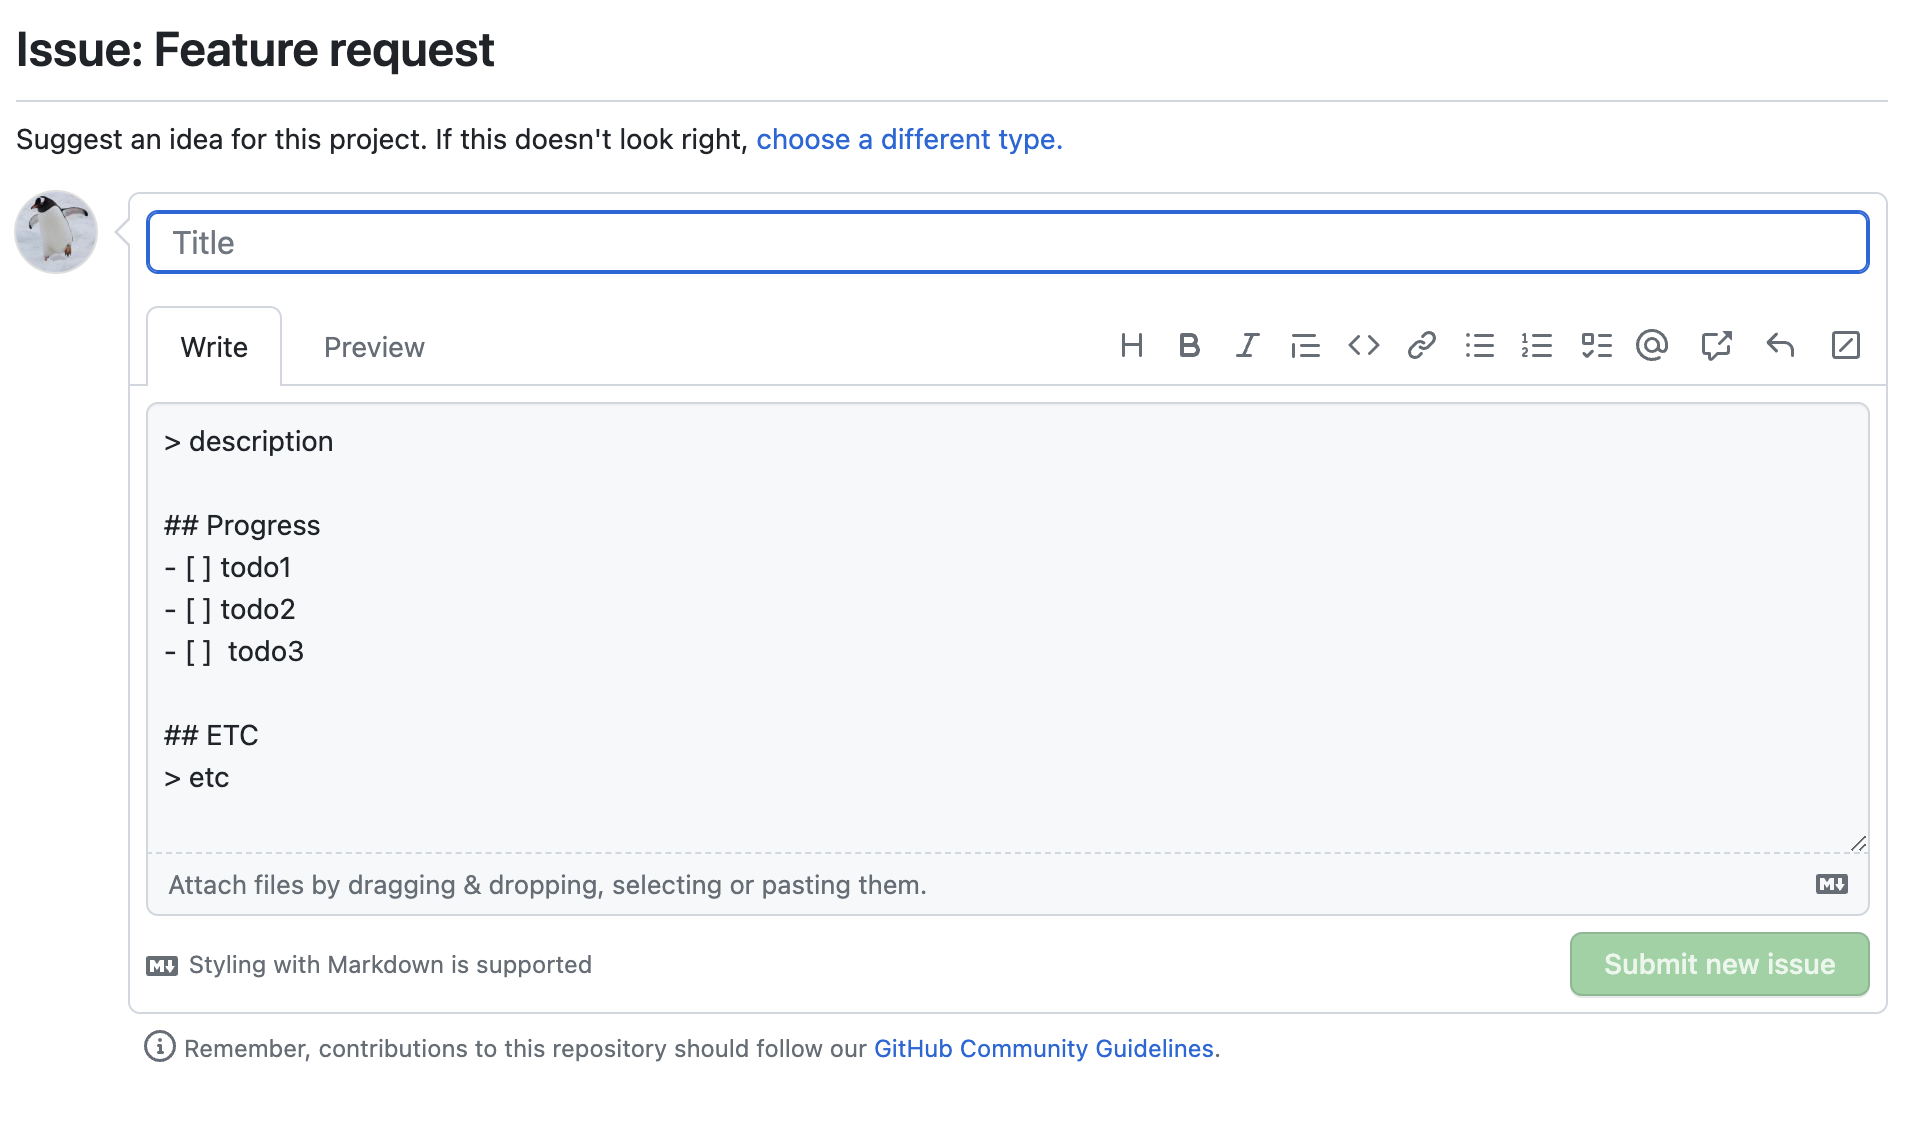 Issue: Feature request
Suggest an idea for this project. If this doesn't look right, choose a different type.
Title
Write Preview
> description
## Progress
- [ ] todo1
- [ ] todo2
- [ ]  todo3
## ETC
> etc
Attach files by dragging & dropping, selecting or pasting them.
Styling with Markdown is supported
Submit new issue
Remember, contributions to this repository should follow our GitHub Community Guidelines.